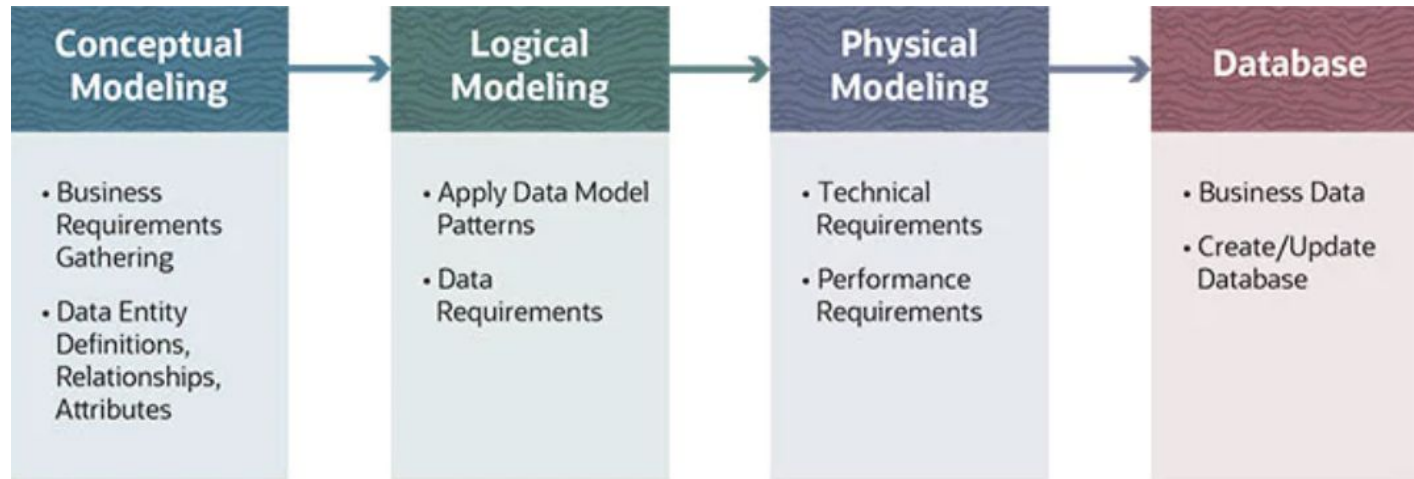 Conceptual
Modeling
• Business
Requirements
Gathering
• Data Entity
Definitions,
Relationships,
Attributes
Logical
Modeling
• Apply Data Model
Patterns
• Data
Requirements
Physical
Modeling
• Technical
Requirements
• Performance
Requirements
Database
• Business Data
• Create/Update
Database